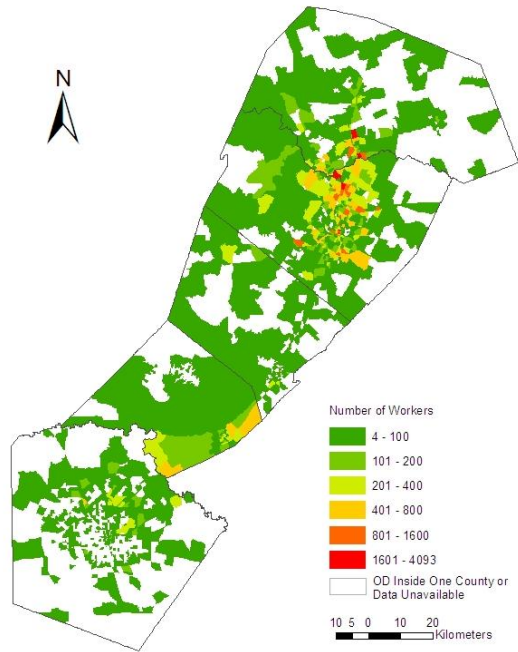 N
Number of Workers
4 - 100
101 - 200
201 - 400
401 - 800
801 - 1600
1601 - 4093
OD Inside One County or
Data Unavailable
10 5 0 10 20
Kilometers